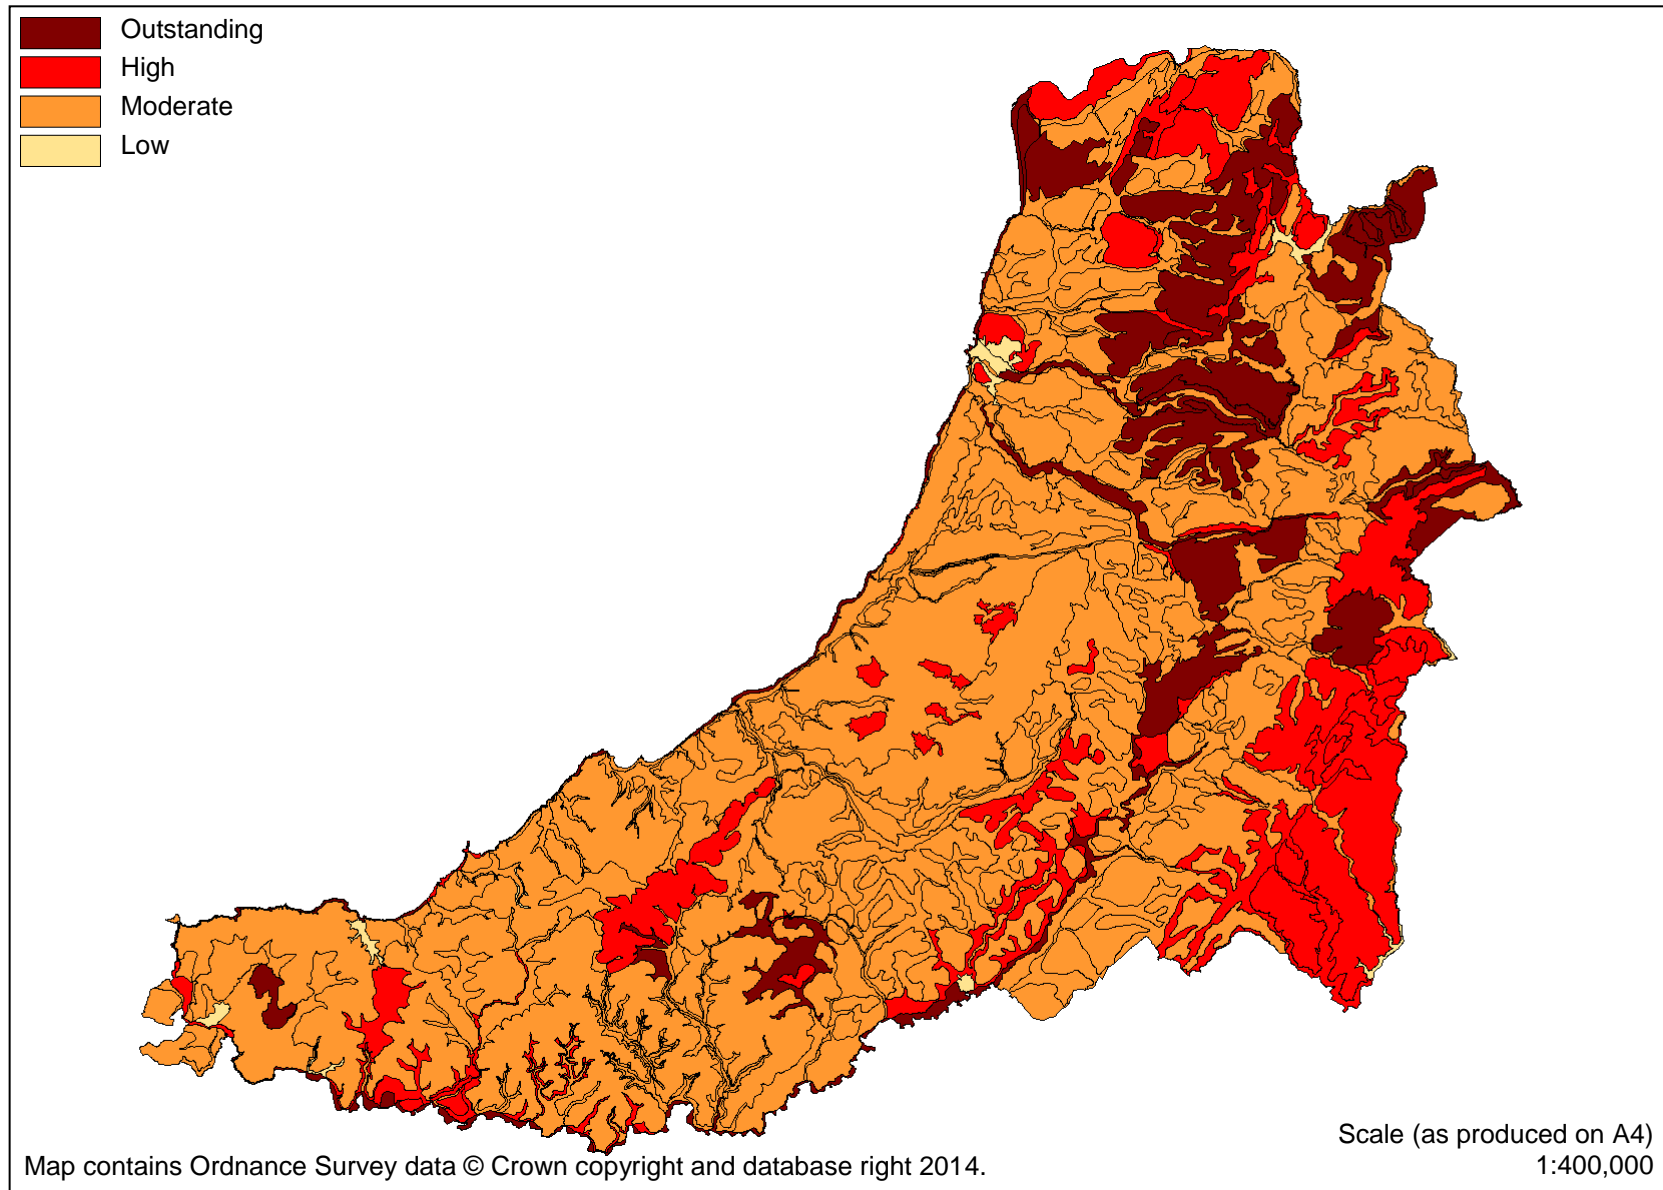 Outstanding
High
Moderate
Low
Scale (as produced on A4)
1:400,000
Map contains Ordnance Survey data © Crown copyright and database right 2014.